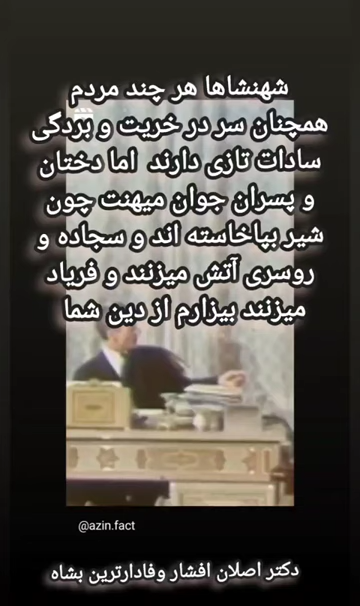 شهنشاها هر چند مردم
همچنان سر در خریت و بردگی
سادات تازی دارند اما دختان
و پسران جوان میهنت چون
شیر بپاخاسته اند و سجاده و
روسری آتش میزنند و فریاد
میزنند بیزارم از دین شما
@azin.fact
دکتر اصلان افشار وفادارترین بشاه